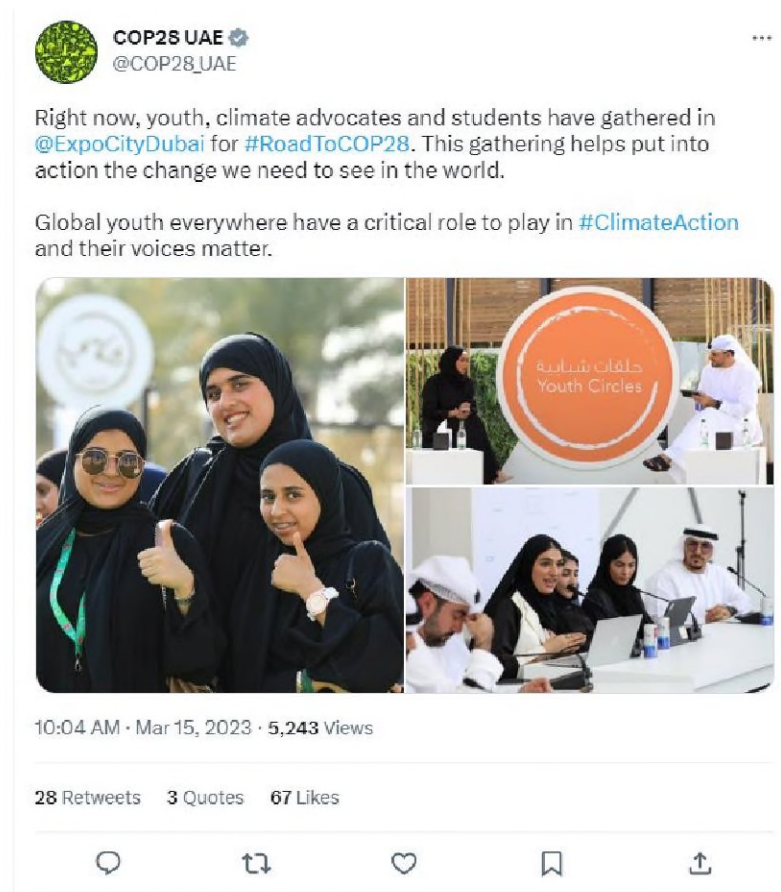 COP28 UAE
@COP28_UAE
Right now, youth, climate advocates and students have gathered in
@ExpoCityDubai for #RoadToCOP28. This gathering helps put into
action the change we need to see in the world.
Global youth everywhere have a critical role to play in #ClimateAction
and their voices matter.
حلقات شبابية
Youth Circles
10:04 AM · Mar 15, 2023 · 5,243 Views
28 Retweets 3 Quotes 67 Likes